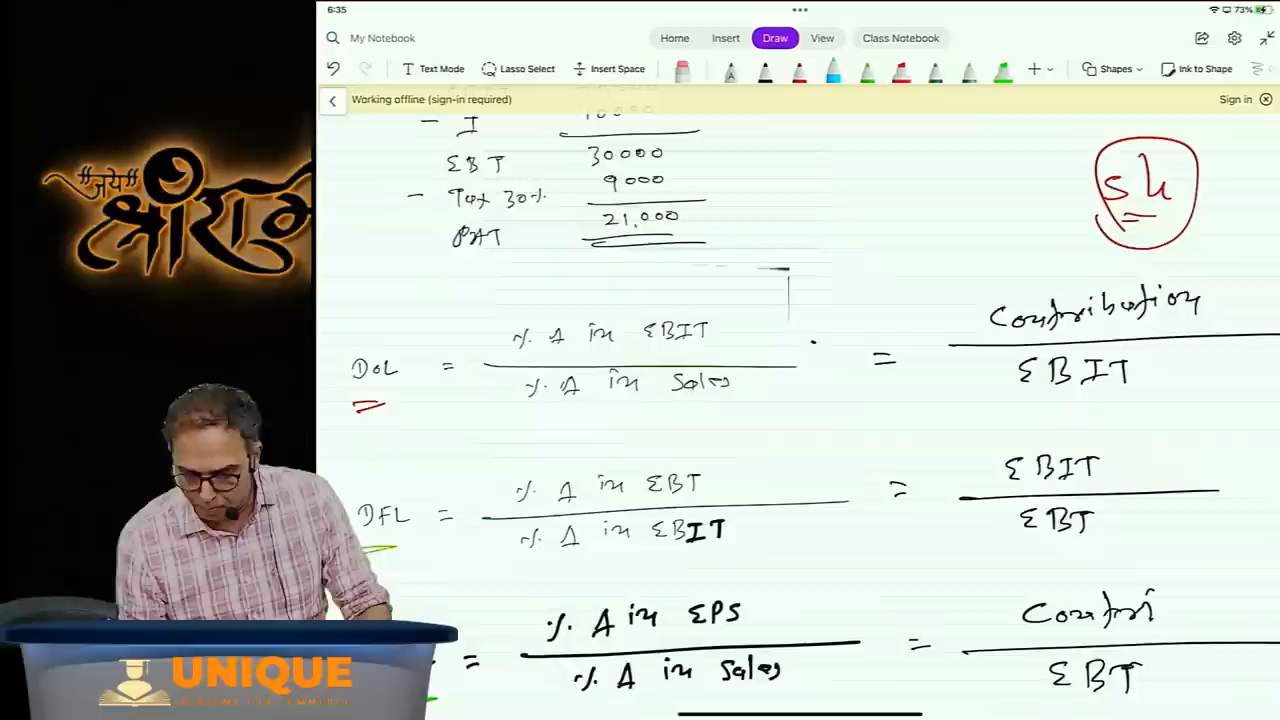 6:35
73%
My Notebook
Home Insert Draw View Class Notebook
Text Mode Lasso Select Insert Space Shapes Ink to Shape
Working offline (sign-in required) Sign in
- I
EBT 30000
- Tax 30% 9000
PAT 21,000
DOL = % Δ in EBIT / % Δ in Sales = Contribution / EBIT
DFL = % Δ in EBT / % Δ in EBIT = EBIT / EBT
= % Δ in EPS / % Δ in Sales = Contri / EBT
"जय"
श्रीराम
UNIQUE